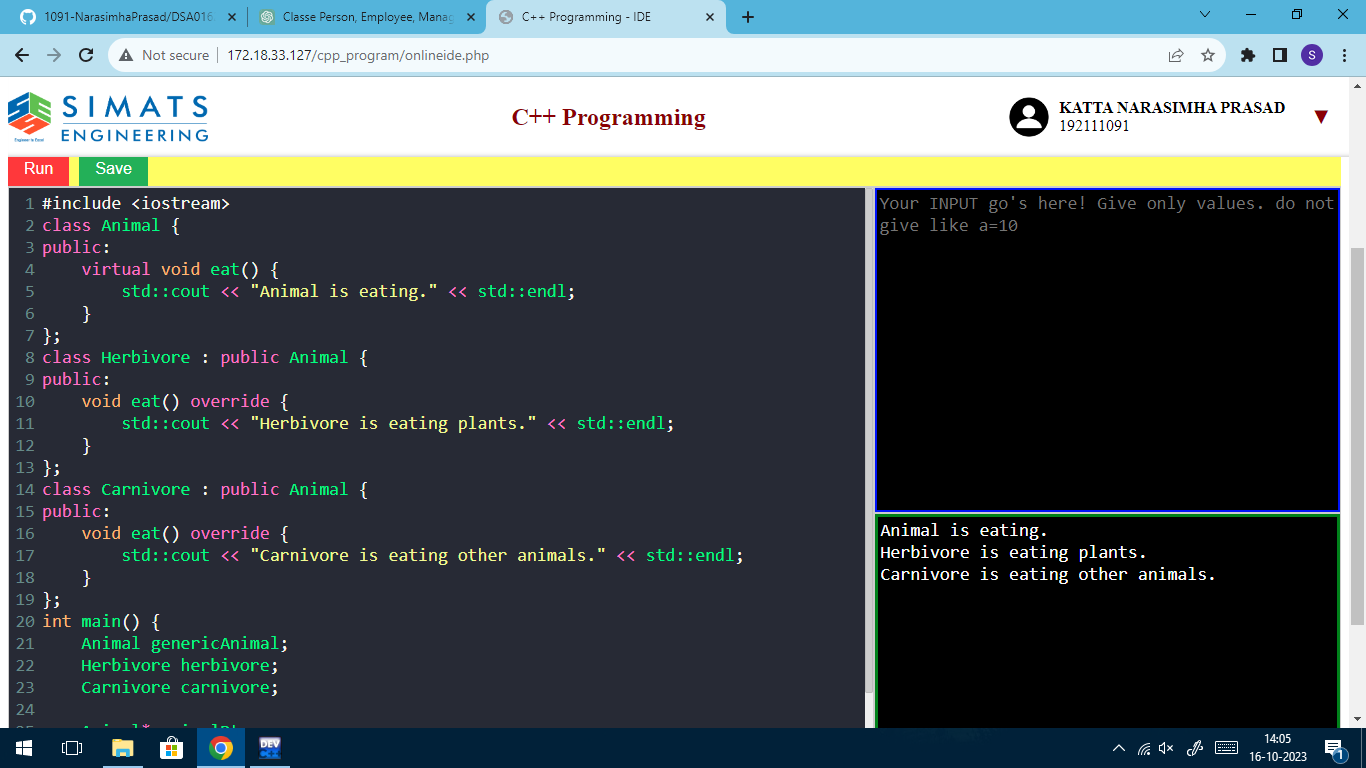 1091-NarasimhaPrasad/DSA016
Classe Person, Employee, Manag
C++ Programming - IDE
Not secure
172.18.33.127/cpp_program/onlineide.php
S
SIMATS
ENGINEERING
Engineer to Excel
C++ Programming
KATTA NARASIMHA PRASAD
192111091
Run
Save
1 #include <iostream>
2 class Animal {
3 public:
4     virtual void eat() {
5         std::cout << "Animal is eating." << std::endl;
6     }
7 };
8 class Herbivore : public Animal {
9 public:
10     void eat() override {
11         std::cout << "Herbivore is eating plants." << std::endl;
12     }
13 };
14 class Carnivore : public Animal {
15 public:
16     void eat() override {
17         std::cout << "Carnivore is eating other animals." << std::endl;
18     }
19 };
20 int main() {
21     Animal genericAnimal;
22     Herbivore herbivore;
23     Carnivore carnivore;
24
Your INPUT go's here! Give only values. do not
give like a=10
Animal is eating.
Herbivore is eating plants.
Carnivore is eating other animals.
DEV
14:05
16-10-2023
1